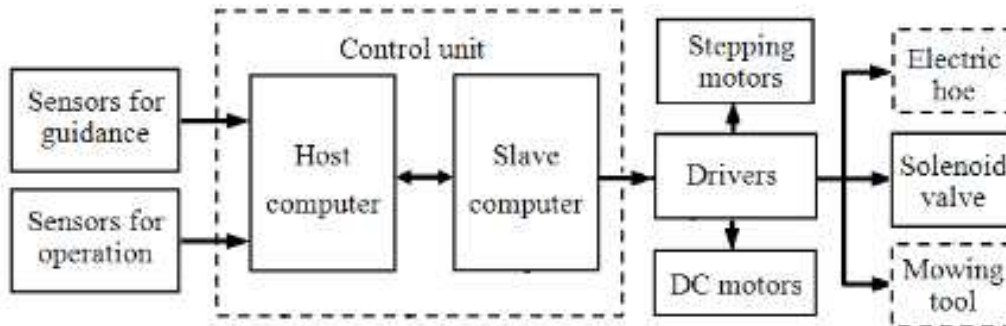 Control unit
Sensors for
guidance
Sensors for
operation
Host
computer
Slave
computer
Stepping
motors
Drivers
DC motors
Electric
hoe
Solenoid
valve
Mowing
tool